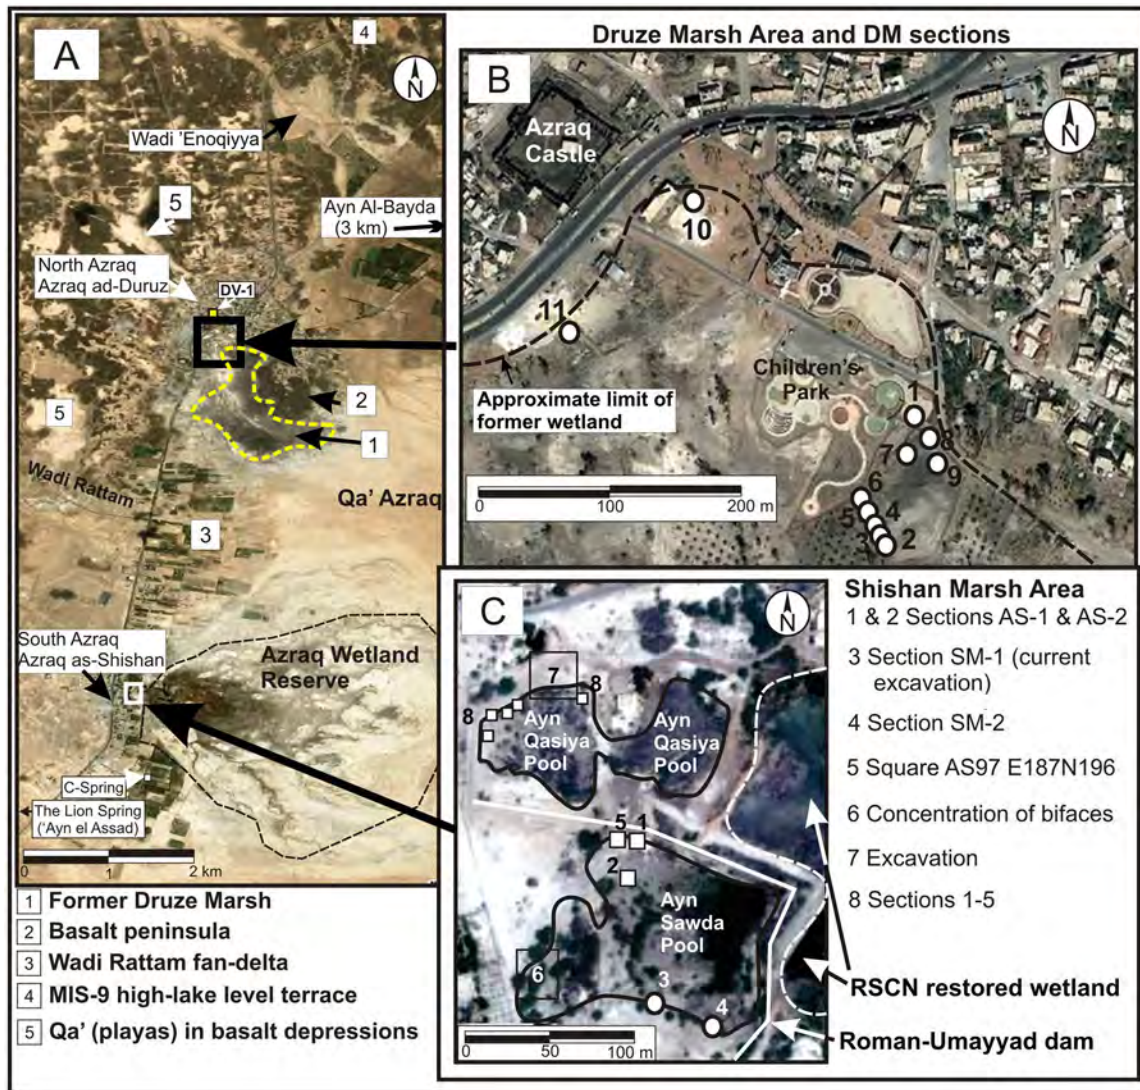 A
4
N
Wadi 'Enoqiyya
5
Ayn Al-Bayda
(3 km)
North Azraq
Azraq ad-Duruz
DV-1
2
5
1
Wadi Rattam
Qa' Azraq
3
South Azraq
Azraq as-Shishan
Azraq Wetland
Reserve
C-Spring
The Lion Spring
('Ayn el Assad)
0 1 2 km
1 Former Druze Marsh
2 Basalt peninsula
3 Wadi Rattam fan-delta
4 MIS-9 high-lake level terrace
5 Qa' (playas) in basalt depressions
Druze Marsh Area and DM sections
B
Azraq
Castle
N
10
11
Children's
Park
Approximate limit of
former wetland
1
8
7
9
6
5 4
3 2
0 100 200 m
C
N
7
8
8
Ayn
Qasiya
Pool
Ayn
Qasiya
Pool
5 1
2
Ayn
Sawda
Pool
6
3
4
0 50 100 m
Shishan Marsh Area
1 & 2 Sections AS-1 & AS-2
3 Section SM-1 (current
excavation)
4 Section SM-2
5 Square AS97 E187N196
6 Concentration of bifaces
7 Excavation
8 Sections 1-5
RSCN restored wetland
Roman-Umayyad dam